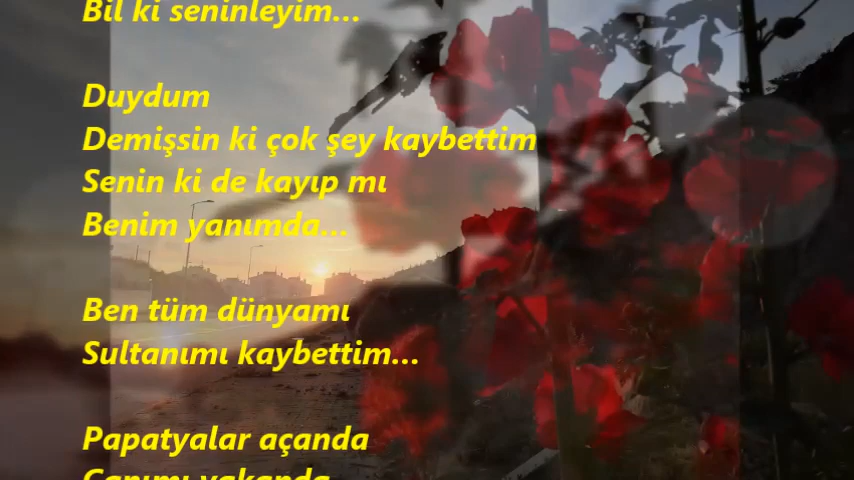 Bil ki seninleyim...
Duydum
Demişsin ki çok şey kaybettim
Senin ki de kayıp mı
Benim yanımda...
Ben tüm dünyamı
Sultanımı kaybettim...
Papatyalar açanda
Canımı yakanda